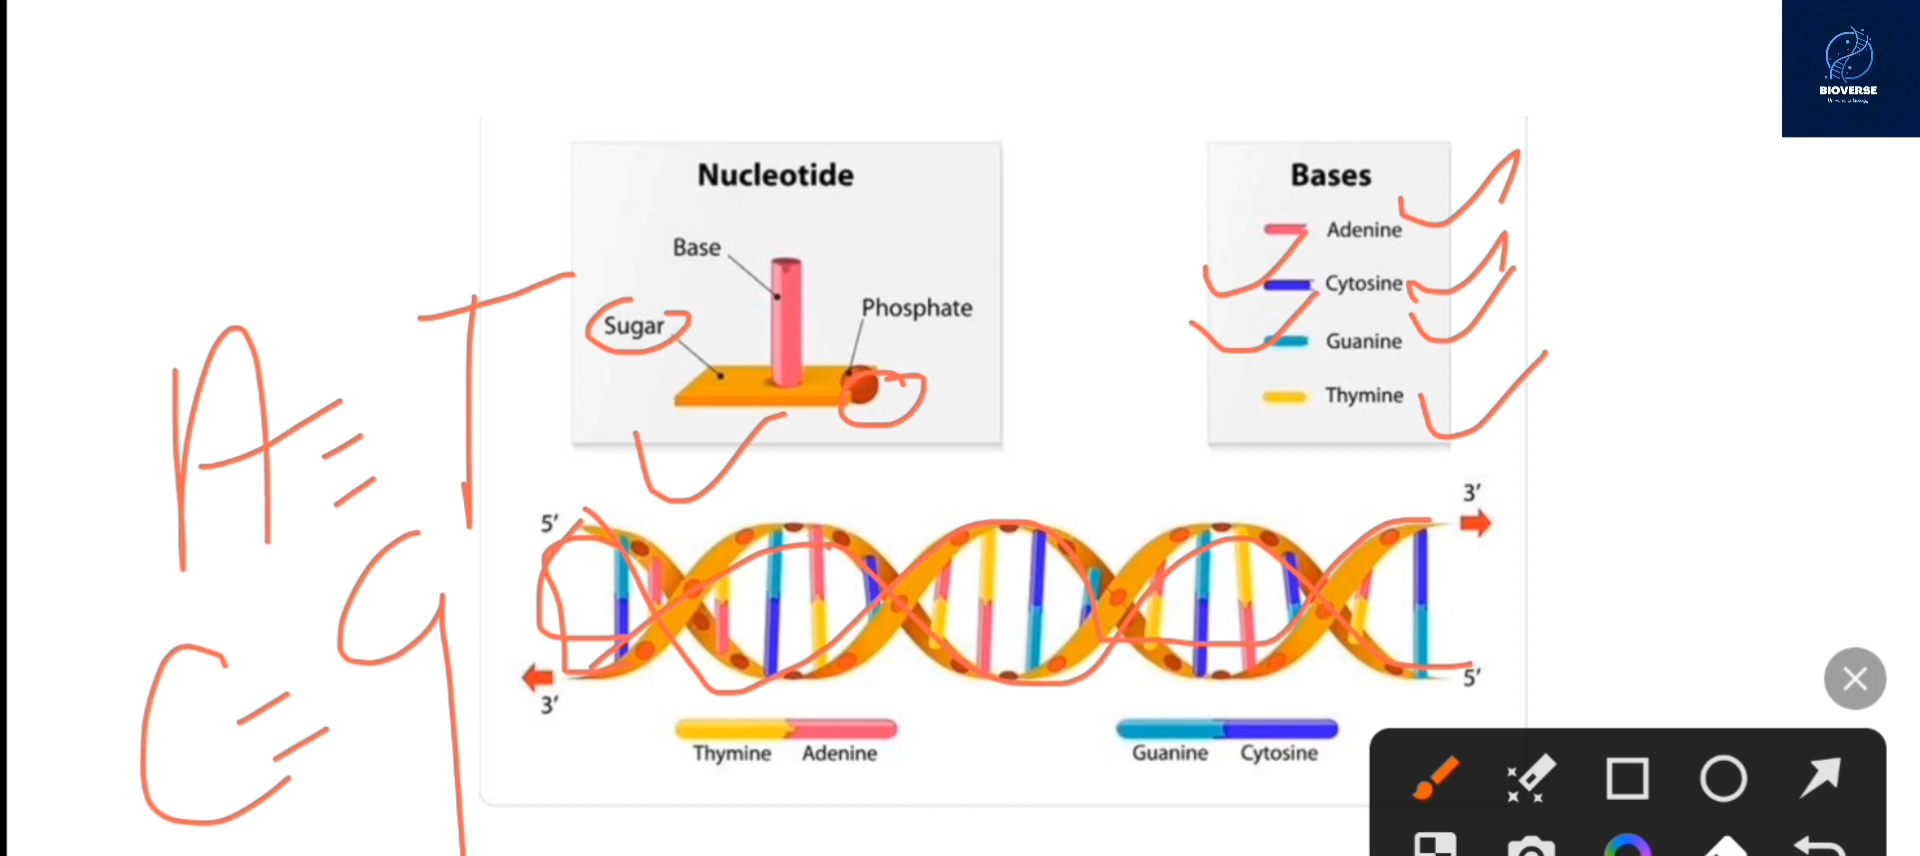 BIOVERSE
Nucleotide
Base
Sugar
Phosphate
Bases
Adenine
Cytosine
Guanine
Thymine
A = T
C = G
5′
3′
3′
5′
Thymine Adenine
Guanine Cytosine